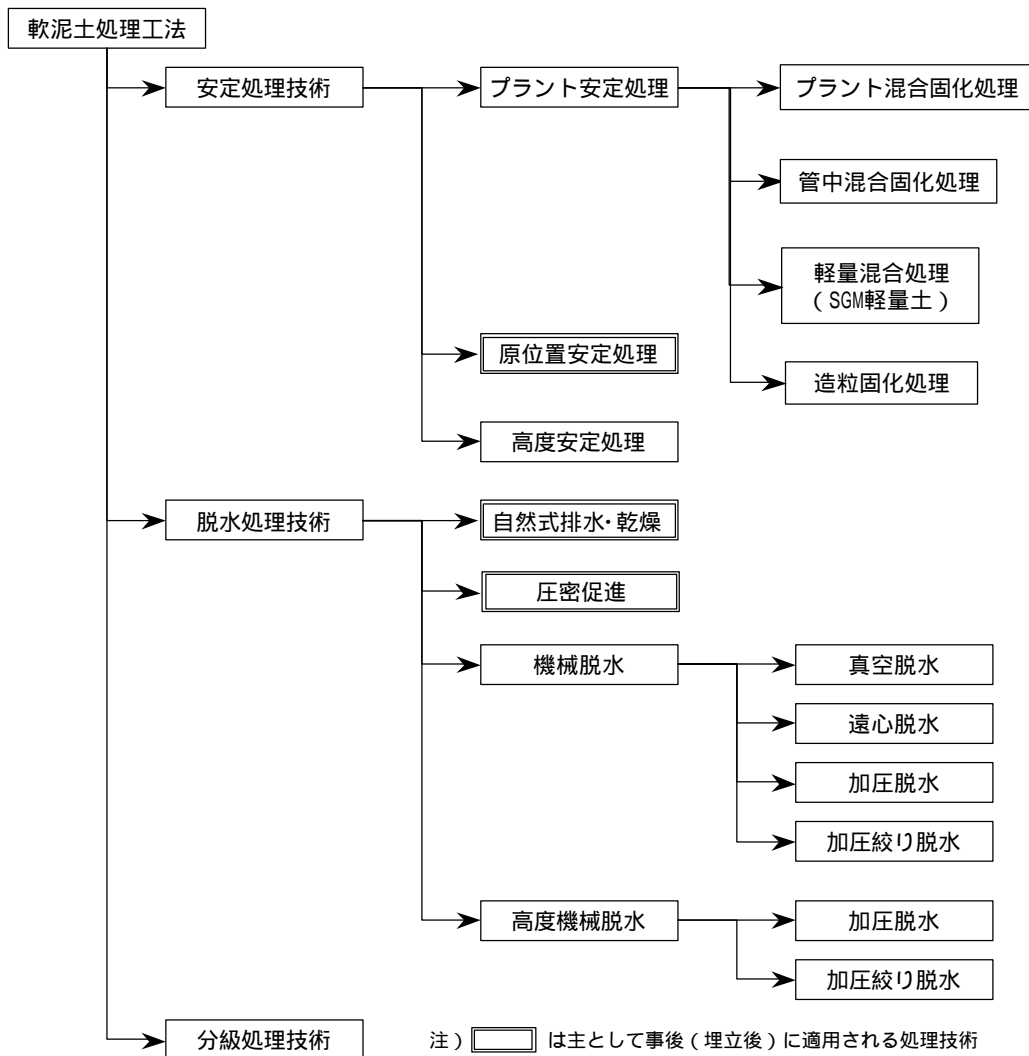 軟泥土処理工法
安定処理技術
プラント安定処理
プラント混合固化処理
管中混合固化処理
軽量混合処理
(SGM軽量土)
造粒固化処理
原位置安定処理
高度安定処理
脱水処理技術
自然式排水・乾燥
圧密促進
機械脱水
真空脱水
遠心脱水
加圧脱水
加圧絞り脱水
高度機械脱水
加圧脱水
加圧絞り脱水
分級処理技術
注) は主として事後(埋立後)に適用される処理技術